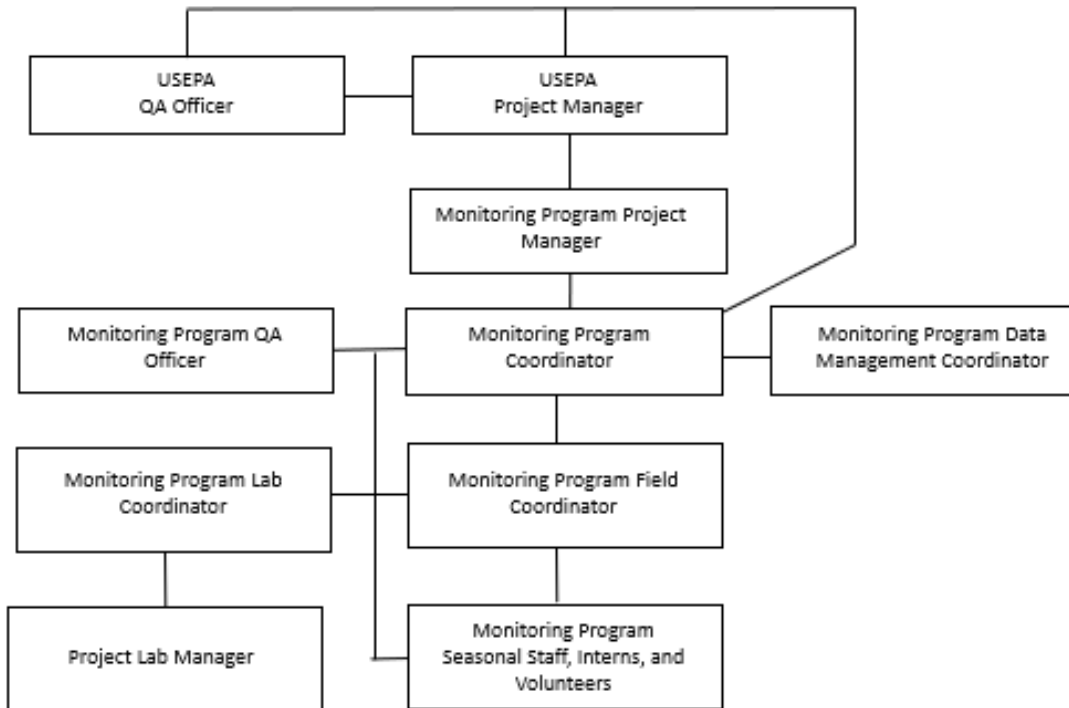 USEPA
QA Officer
USEPA
Project Manager
Monitoring Program Project
Manager
Monitoring Program QA
Officer
Monitoring Program
Coordinator
Monitoring Program Data
Management Coordinator
Monitoring Program Lab
Coordinator
Monitoring Program Field
Coordinator
Project Lab Manager
Monitoring Program
Seasonal Staff, Interns, and
Volunteers